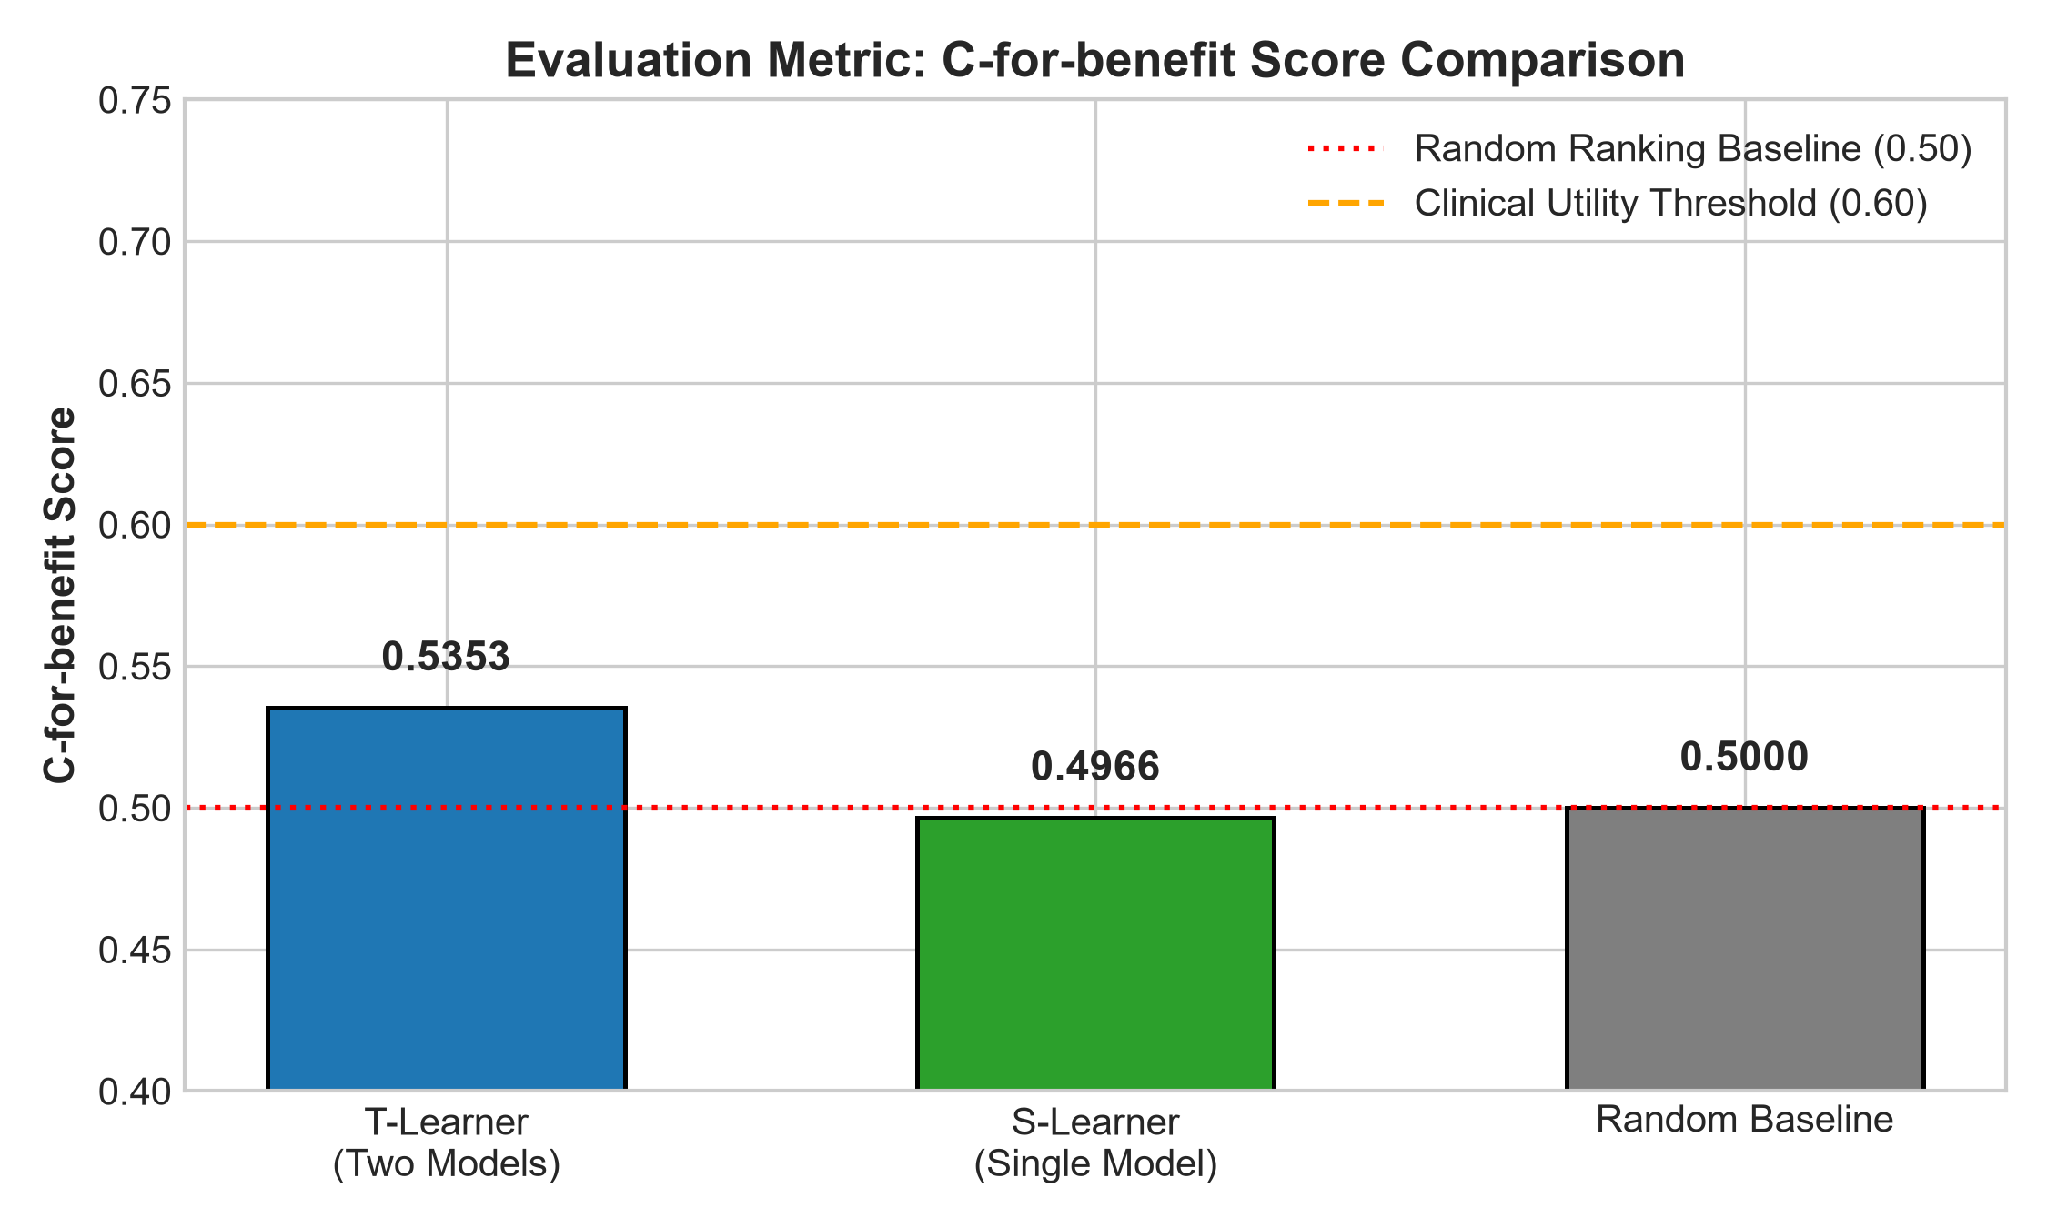 Evaluation Metric: C-for-benefit Score Comparison
Random Ranking Baseline (0.50)
Clinical Utility Threshold (0.60)
C-for-benefit Score
0.75
0.70
0.65
0.60
0.55
0.50
0.45
0.40
0.5353
0.4966
0.5000
T-Learner
(Two Models)
S-Learner
(Single Model)
Random Baseline